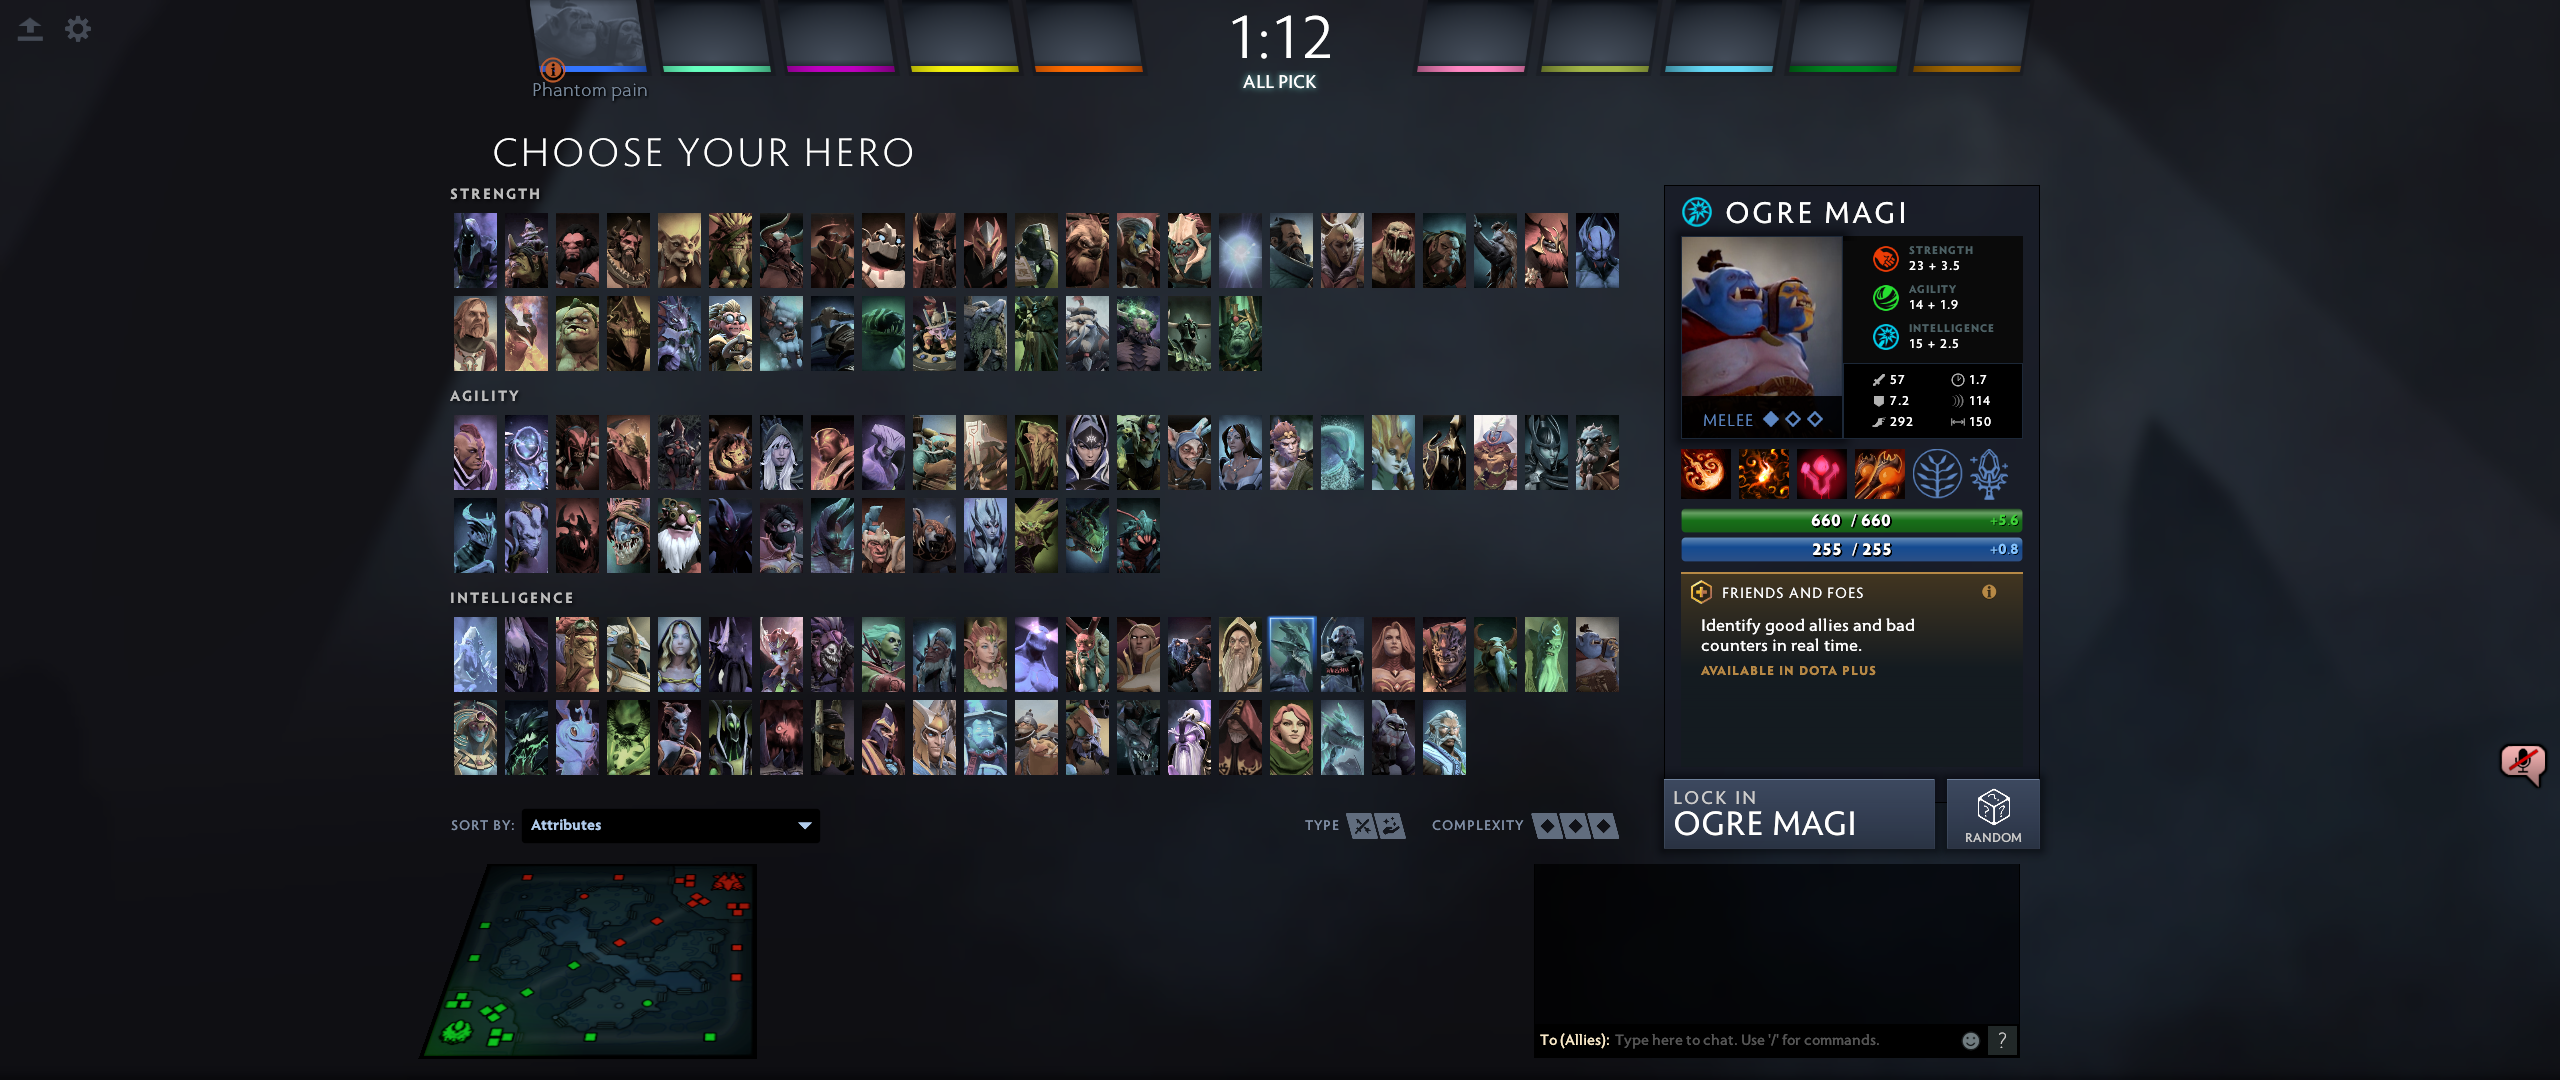 1:12
ALL PICK
Phantom pain
CHOOSE YOUR HERO
STRENGTH
AGILITY
INTELLIGENCE
SORT BY: Attributes
TYPE
COMPLEXITY
OGRE MAGI
STRENGTH
23 + 3.5
AGILITY
14 + 1.9
INTELLIGENCE
15 + 2.5
MELEE
57 1.7
7.2 114
292 150
660 / 660 +5.6
255 / 255 +0.8
FRIENDS AND FOES
Identify good allies and bad
counters in real time.
AVAILABLE IN DOTA PLUS
LOCK IN
OGRE MAGI
RANDOM
To (Allies): Type here to chat. Use '/' for commands.
?